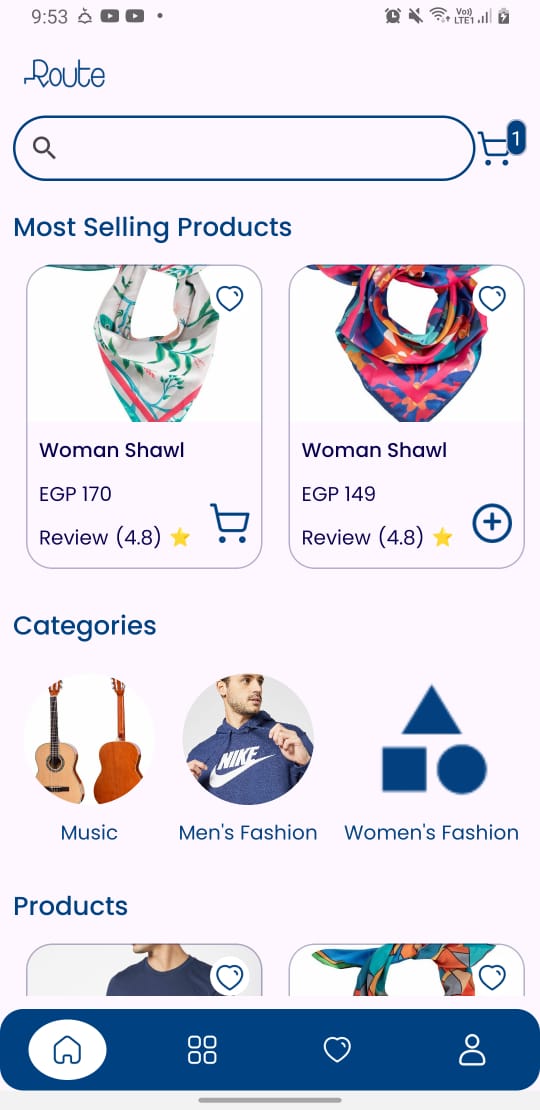 9:53
Vo))
LTE1
Route
1
Most Selling Products
Woman Shawl
EGP 170
Review (4.8) ⭐
Woman Shawl
EGP 149
Review (4.8) ⭐
Categories
NIKE
Music
Men's Fashion
Women's Fashion
Products